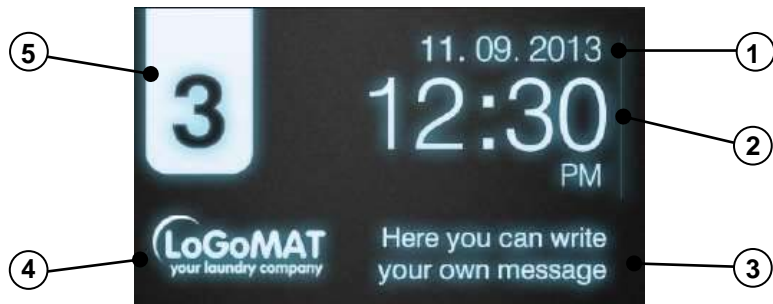 5
3
11. 09. 2013
1
12:30
2
PM
4
LoGoMAT
your laundry company
Here you can write
your own message
3